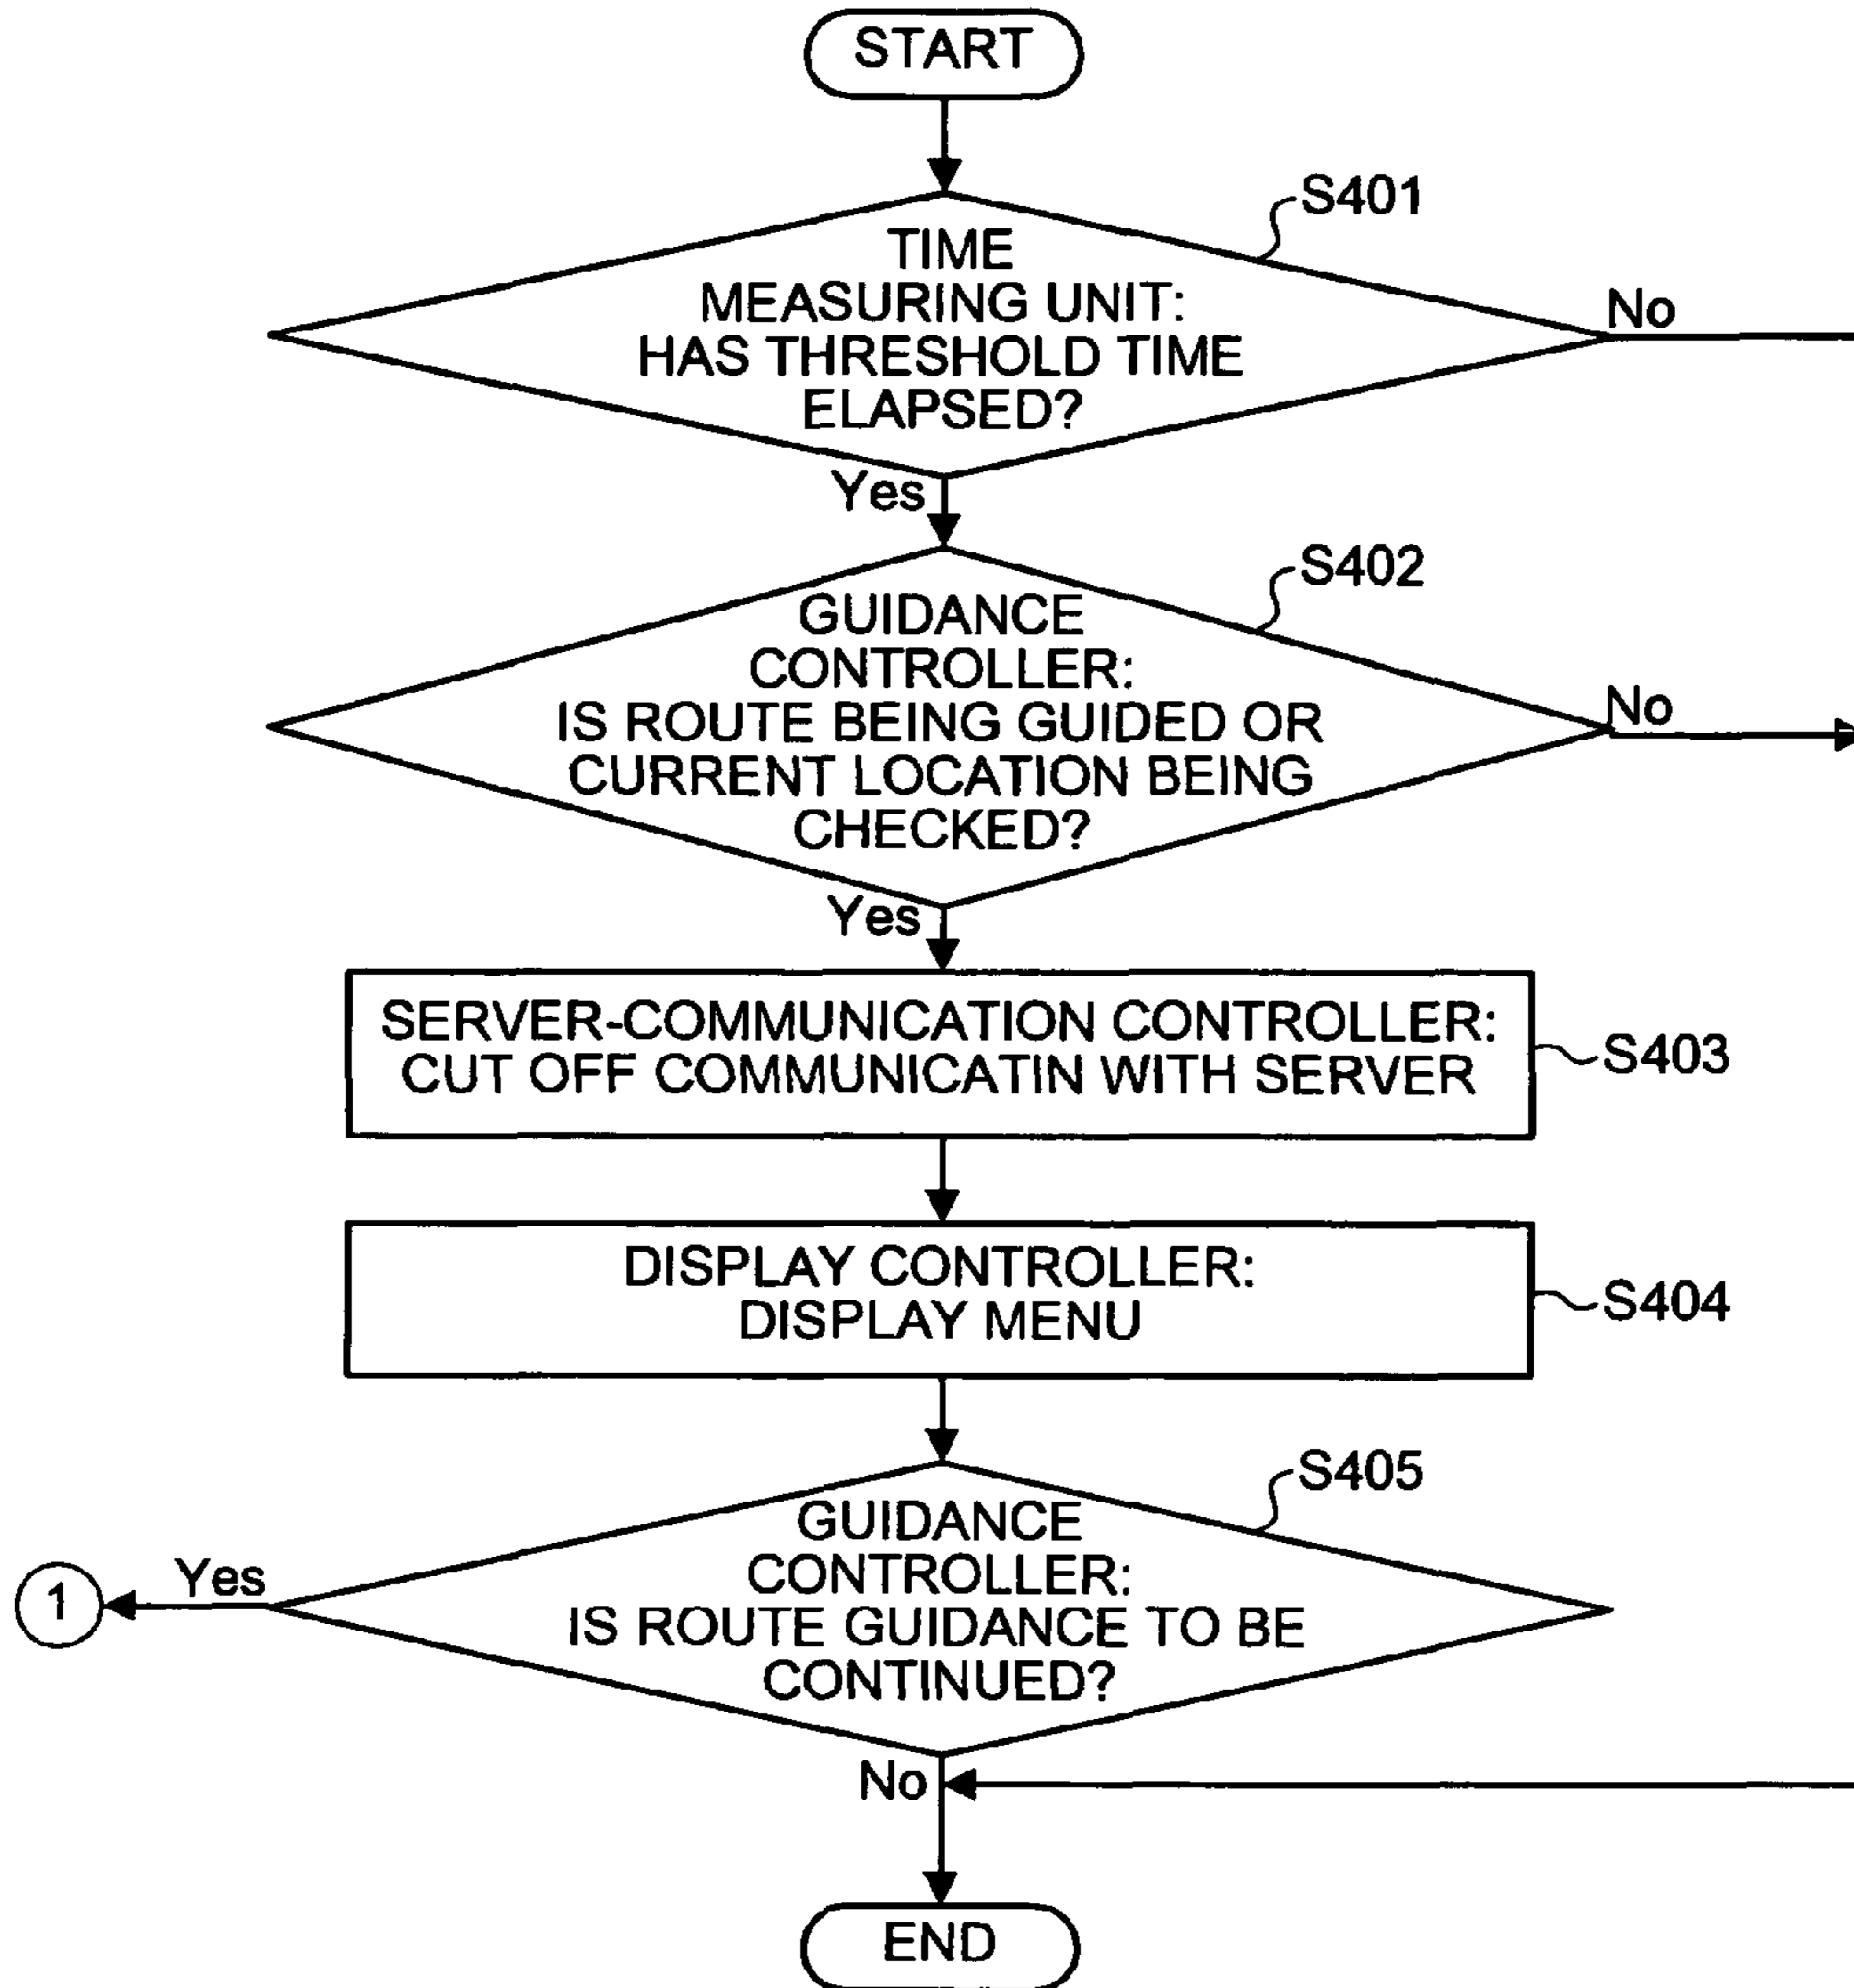 START
S401
TIME
MEASURING UNIT:
HAS THRESHOLD TIME
ELAPSED?
No
Yes
S402
GUIDANCE
CONTROLLER:
IS ROUTE BEING GUIDED OR
CURRENT LOCATION BEING
CHECKED?
No
Yes
SERVER-COMMUNICATION CONTROLLER:
CUT OFF COMMUNICATIN WITH SERVER
S403
DISPLAY CONTROLLER:
DISPLAY MENU
S404
S405
GUIDANCE
CONTROLLER:
IS ROUTE GUIDANCE TO BE
CONTINUED?
Yes
1
No
END